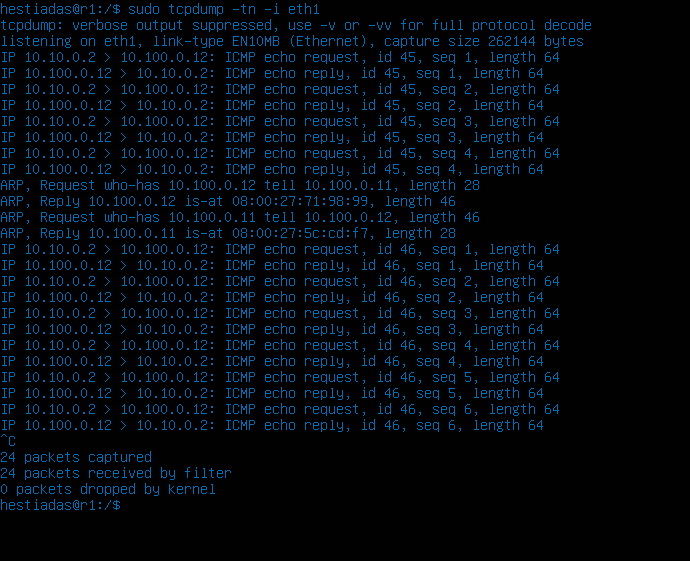 hestiadas@r1:/$ sudo tcpdump -tn -i eth1
tcpdump: verbose output suppressed, use -v or -vv for full protocol decode
listening on eth1, link-type EN10MB (Ethernet), capture size 262144 bytes
IP 10.10.0.2 > 10.100.0.12: ICMP echo request, id 45, seq 1, length 64
IP 10.100.0.12 > 10.10.0.2: ICMP echo reply, id 45, seq 1, length 64
IP 10.10.0.2 > 10.100.0.12: ICMP echo request, id 45, seq 2, length 64
IP 10.100.0.12 > 10.10.0.2: ICMP echo reply, id 45, seq 2, length 64
IP 10.10.0.2 > 10.100.0.12: ICMP echo request, id 45, seq 3, length 64
IP 10.100.0.12 > 10.10.0.2: ICMP echo reply, id 45, seq 3, length 64
IP 10.10.0.2 > 10.100.0.12: ICMP echo request, id 45, seq 4, length 64
IP 10.100.0.12 > 10.10.0.2: ICMP echo reply, id 45, seq 4, length 64
ARP, Request who-has 10.100.0.12 tell 10.100.0.11, length 28
ARP, Reply 10.100.0.12 is-at 08:00:27:71:98:99, length 46
ARP, Request who-has 10.100.0.11 tell 10.100.0.12, length 46
ARP, Reply 10.100.0.11 is-at 08:00:27:5c:cd:f7, length 28
IP 10.10.0.2 > 10.100.0.12: ICMP echo request, id 46, seq 1, length 64
IP 10.100.0.12 > 10.10.0.2: ICMP echo reply, id 46, seq 1, length 64
IP 10.10.0.2 > 10.100.0.12: ICMP echo request, id 46, seq 2, length 64
IP 10.100.0.12 > 10.10.0.2: ICMP echo reply, id 46, seq 2, length 64
IP 10.10.0.2 > 10.100.0.12: ICMP echo request, id 46, seq 3, length 64
IP 10.100.0.12 > 10.10.0.2: ICMP echo reply, id 46, seq 3, length 64
IP 10.10.0.2 > 10.100.0.12: ICMP echo request, id 46, seq 4, length 64
IP 10.100.0.12 > 10.10.0.2: ICMP echo reply, id 46, seq 4, length 64
IP 10.10.0.2 > 10.100.0.12: ICMP echo request, id 46, seq 5, length 64
IP 10.100.0.12 > 10.10.0.2: ICMP echo reply, id 46, seq 5, length 64
IP 10.10.0.2 > 10.100.0.12: ICMP echo request, id 46, seq 6, length 64
IP 10.100.0.12 > 10.10.0.2: ICMP echo reply, id 46, seq 6, length 64
^C
24 packets captured
24 packets received by filter
0 packets dropped by kernel
hestiadas@r1:/$